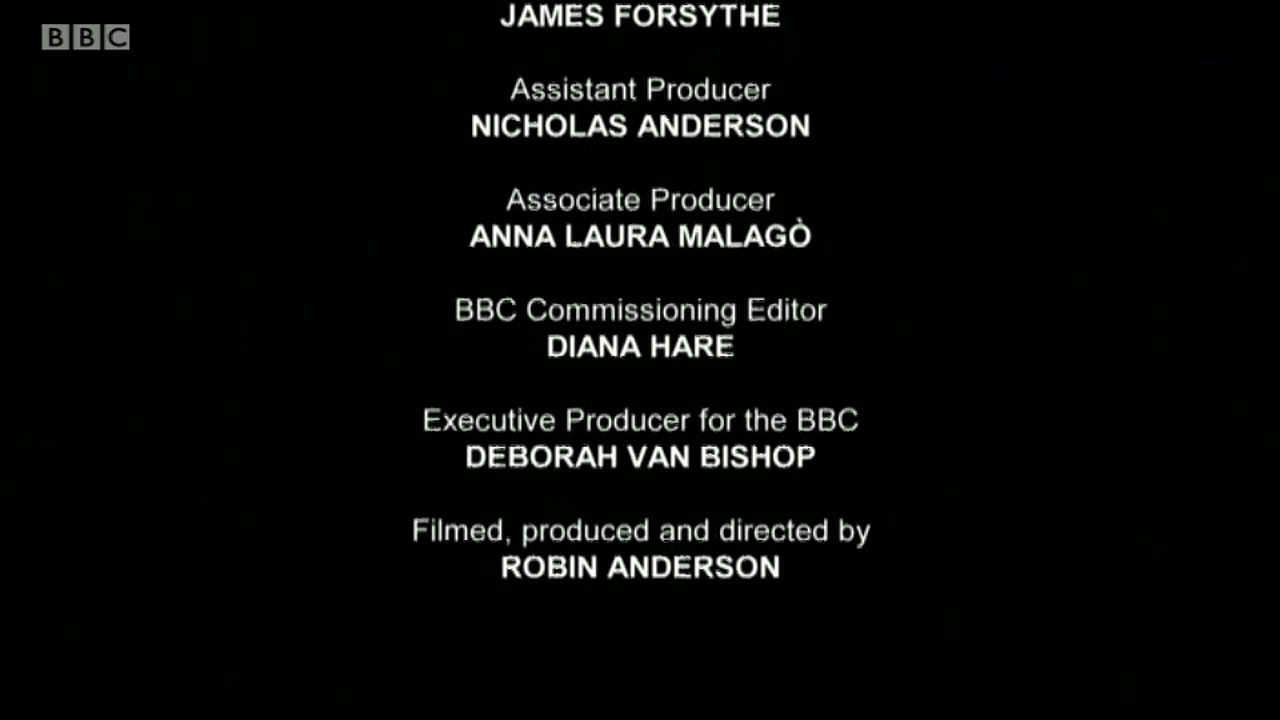 BBC
JAMES FORSYTHE
Assistant Producer
NICHOLAS ANDERSON
Associate Producer
ANNA LAURA MALAGÒ
BBC Commissioning Editor
DIANA HARE
Executive Producer for the BBC
DEBORAH VAN BISHOP
Filmed, produced and directed by
ROBIN ANDERSON